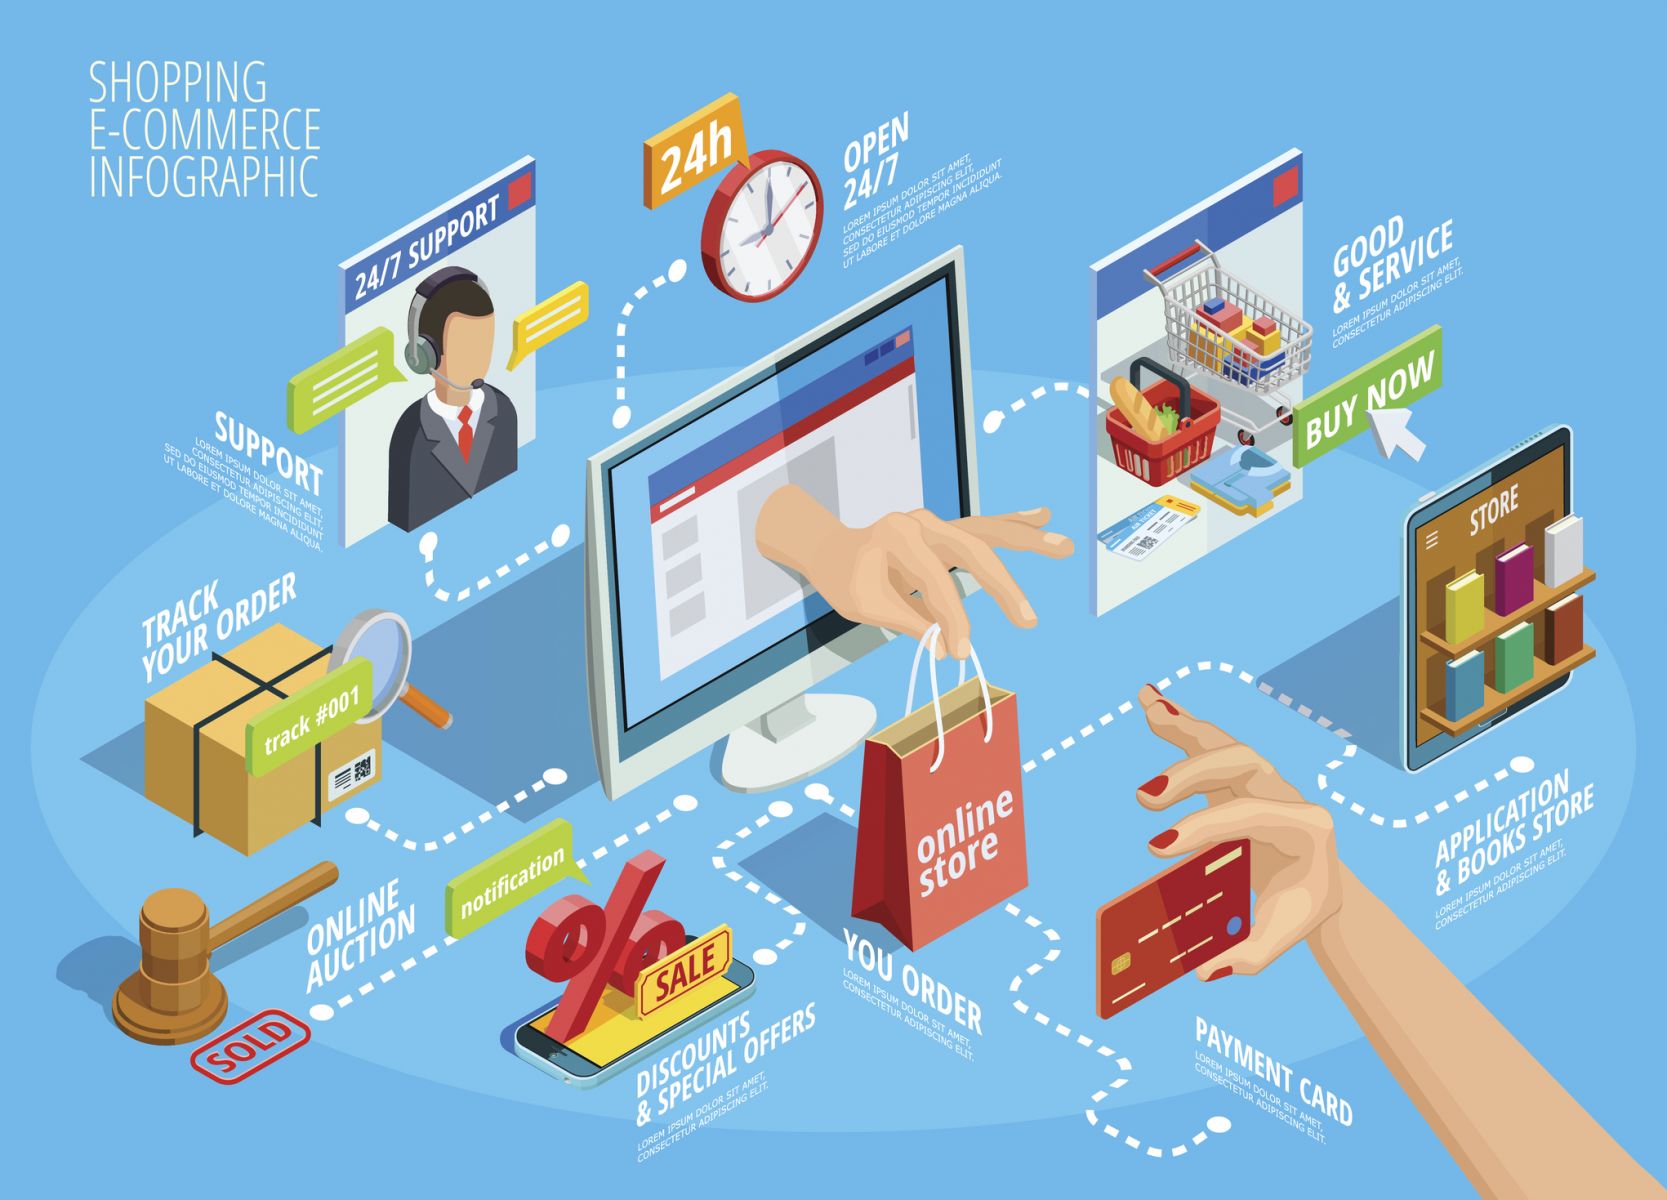 SHOPPING
E-COMMERCE
INFOGRAPHIC
24h
OPEN
24/7
LOREM IPSUM DOLOR SIT AMET,
CONSECTETUR ADIPISCING ELIT,
SED DO EIUSMOD TEMPOR INCIDIDUNT
UT LABORE ET DOLORE MAGNA ALIQUA.
24/7 SUPPORT
SUPPORT
LOREM IPSUM DOLOR SIT AMET,
CONSECTETUR ADIPISCING ELIT,
SED DO EIUSMOD TEMPOR INCIDIDUNT
UT LABORE ET DOLORE MAGNA ALIQUA.
GOOD
& SERVICE
LOREM IPSUM DOLOR SIT AMET,
CONSECTETUR ADIPISCING ELIT.
BUY NOW
AIR TICKET
STORE
APPLICATION
& BOOKS STORE
LOREM IPSUM DOLOR SIT AMET,
CONSECTETUR ADIPISCING ELIT.
TRACK
YOUR ORDER
track #001
online
store
notification
ONLINE
AUCTION
SOLD
%
SALE
DISCOUNTS
& SPECIAL OFFERS
LOREM IPSUM DOLOR SIT AMET,
CONSECTETUR ADIPISCING ELIT.
YOU ORDER
LOREM IPSUM DOLOR SIT AMET,
CONSECTETUR ADIPISCING ELIT.
PAYMENT CARD
LOREM IPSUM DOLOR SIT AMET,
CONSECTETUR ADIPISCING ELIT.